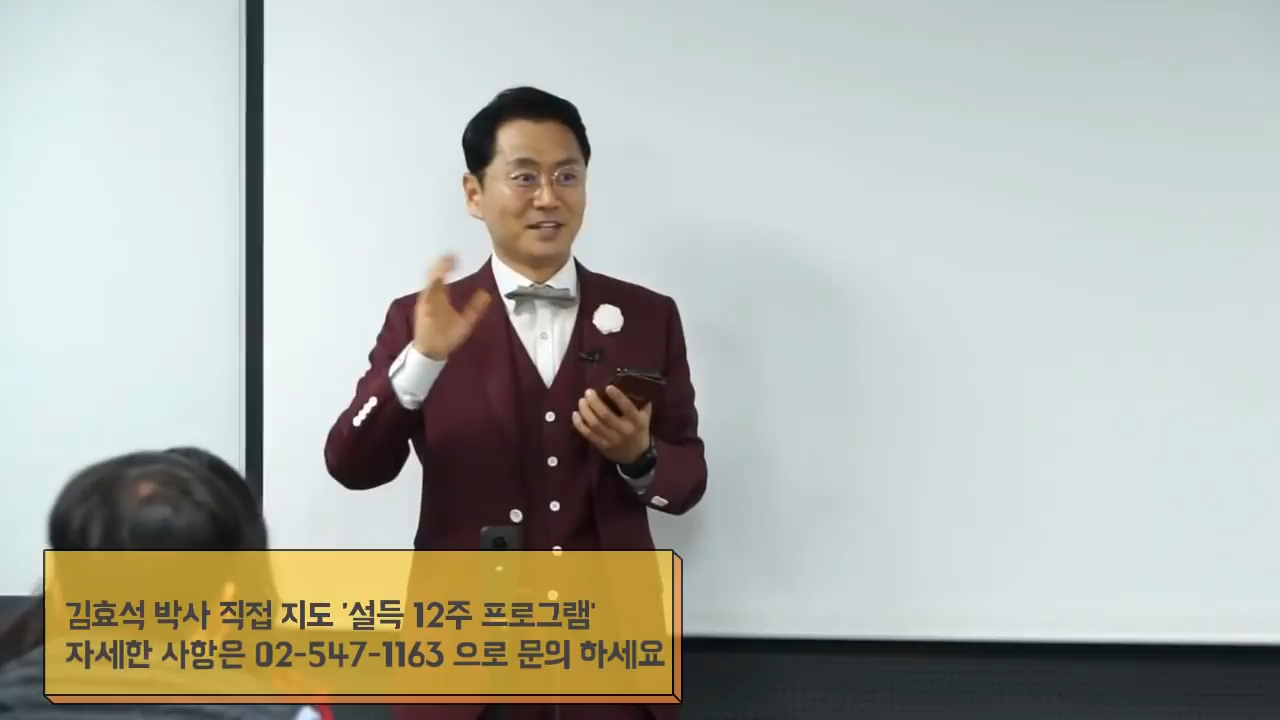 김효석 박사 직접 지도 '설득 12주 프로그램'
자세한 사항은 02-547-1163 으로 문의 하세요